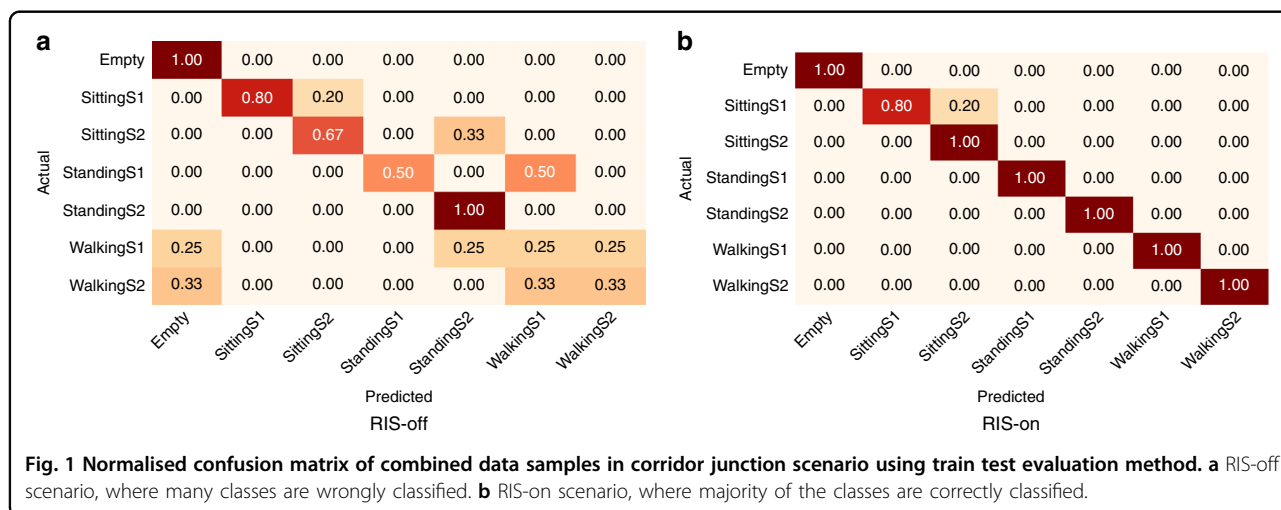 a
Actual
Empty 1.00 0.00 0.00 0.00 0.00 0.00 0.00
SittingS1 0.00 0.80 0.20 0.00 0.00 0.00 0.00
SittingS2 0.00 0.00 0.67 0.00 0.33 0.00 0.00
StandingS1 0.00 0.00 0.00 0.50 0.00 0.50 0.00
StandingS2 0.00 0.00 0.00 0.00 1.00 0.00 0.00
WalkingS1 0.25 0.00 0.00 0.00 0.25 0.25 0.25
WalkingS2 0.33 0.00 0.00 0.00 0.00 0.33 0.33
Empty SittingS1 SittingS2 StandingS1 StandingS2 WalkingS1 WalkingS2
Predicted
RIS-off
b
Actual
Empty 1.00 0.00 0.00 0.00 0.00 0.00 0.00
SittingS1 0.00 0.80 0.20 0.00 0.00 0.00 0.00
SittingS2 0.00 0.00 1.00 0.00 0.00 0.00 0.00
StandingS1 0.00 0.00 0.00 1.00 0.00 0.00 0.00
StandingS2 0.00 0.00 0.00 0.00 1.00 0.00 0.00
WalkingS1 0.00 0.00 0.00 0.00 0.00 1.00 0.00
WalkingS2 0.00 0.00 0.00 0.00 0.00 0.00 1.00
Empty SittingS1 SittingS2 StandingS1 StandingS2 WalkingS1 WalkingS2
Predicted
RIS-on
Fig. 1 Normalised confusion matrix of combined data samples in corridor junction scenario using train test evaluation method. a RIS-off
scenario, where many classes are wrongly classified. b RIS-on scenario, where majority of the classes are correctly classified.